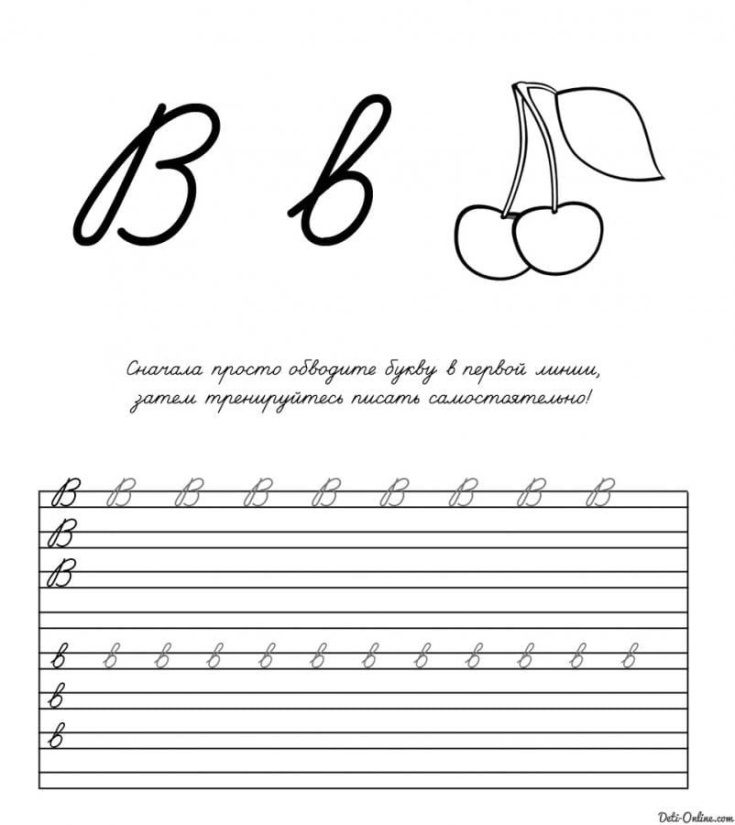 В в
Сначала просто обводите букву в первой линии,
затем тренируйтесь писать самостоятельно!
В В В В В В В В В
В
В
в в в в в в в в в в в в
в
в
Deti-Online.com